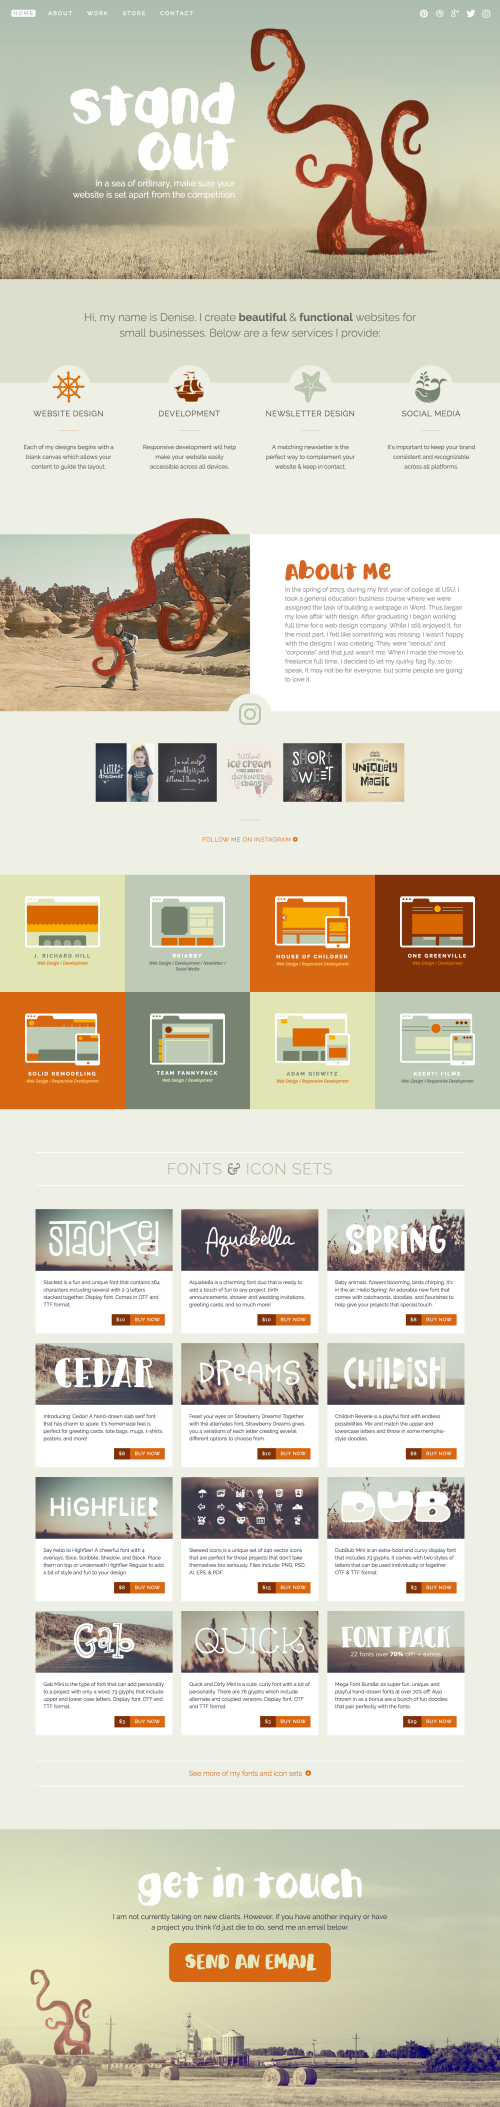 HOME ABOUT WORK STORE CONTACT
stand
out
In a sea of ordinary, make sure your
website is set apart from the competition
Hi, my name is Denise. I create beautiful & functional websites for
small businesses. Below are a few services I provide:
WEBSITE DESIGN DEVELOPMENT NEWSLETTER DESIGN SOCIAL MEDIA
Each of my designs begins with a
blank canvas which allows your
content to guide the layout.
Responsive development will help
make your website easily
accessible across all devices.
A matching newsletter is the
perfect way to complement your
website & keep in contact.
It's important to keep your brand
consistent and recognizable
across all platforms.
ABOUT ME
In the spring of 2003, during my first year of college at USU, I
took a general education business course where we were
assigned the task of building a webpage in Word. Thus began
my love affair with design. After graduating I began working
full time for a web design company. While I still enjoyed it, for
the most part, I felt like something was missing. I wasn't happy
with the designs I was creating. They were "serious" and
"corporate" and that just wasn't me. When I made the move to
freelance full time, I decided to let my quirky flag fly, so to
speak. It may not be for everyone, but some people are going
to love it.
little
dreamer
I'm not crazy
my reality is just
different than yours
without
ice cream
darkness
chaos
SHORT
SWEET
UNIQUELY
MAGIC
FOLLOW ME ON INSTAGRAM
J. RICHARD HILL
Web Design / Development
BRIABBY
Web Design / Development / Newsletter /
Social Media
HOUSE OF CHILDREN
Web Design / Responsive Development
ONE GREENVILLE
Web Design / Development
SOLID REMODELING
Web Design / Responsive Development
TEAM FANNYPACK
Web Design / Development
ADAM GIDWITZ
Web Design / Responsive Development
KEERTI FILMS
Web Design / Responsive Development
FONTS & ICON SETS
STACKED
Stacked is a fun and unique font that contains 264
characters including several with 2-3 letters
stacked together. Display font. Comes in OTF and
TTF format.
$10 BUY NOW
Aquabella
Aquabella is a charming font duo that is ready to
add a touch of fun to any project: birth
announcements, shower and wedding invitations,
greeting cards, and so much more!
$10 BUY NOW
SPRING
Baby animals, flowers blooming, birds chirping. It's
in the air: Hello Spring! An adorable new font that
comes with catchwords, doodles, and flourishes to
help give your projects that special touch.
$8 BUY NOW
CEDAR
Introducing: Cedar! A hand-drawn slab serif font
that has charm to spare. It's homemade feel is
perfect for greeting cards, tote bags, mugs, t-shirts,
posters, and more!
$8 BUY NOW
DREAMS
Feast your eyes on Strawberry Dreams! Together
with the alternates font, Strawberry Dreams gives
you 4 variations of each letter creating several
different options to choose from.
$10 BUY NOW
CHILDISH
Childish Reverie is a playful font with endless
possibilities. Mix and match the upper and
lowercase letters and throw in some memphis-
style doodles.
$8 BUY NOW
HIGHFLIER
Say hello to Highflier! A cheerful font with 4
overlays: Slice, Scribble, Shadow, and Block. Place
them on top or underneath Highflier Regular to add
a bit of style and fun to your design.
$8 BUY NOW
Skewed Icons is a unique set of 240 vector icons
that are perfect for those projects that don't take
themselves too seriously. Files include: PNG, PSD,
AI, EPS, & PDF.
$15 BUY NOW
DUB
DubBub Mini is an extra-bold and curvy display font
that includes 73 glyphs. It comes with two styles of
letters that can be used individually or together.
OTF & TTF format.
$3 BUY NOW
Gab
Gab Mini is the type of font that can add personality
to a project with only a word. 73 glyphs that include
upper and lower case letters. Display font. OTF and
TTF format.
$3 BUY NOW
QUICK
Quick and Dirty Mini is a cute, curly font with a lot of
personality. There are 76 glyphs which include
alternate and coupled versions. Display font. OTF
and TTF format.
$3 BUY NOW
FONT PACK
22 fonts over 70% off! + extras
Mega Font Bundle: 22 super fun, unique, and
playful hand-drawn fonts at over 70% off! Also
thrown in as a bonus are a bunch of fun doodles
that pair perfectly with the fonts.
$29 BUY NOW
See more of my fonts and icon sets
get in touch
I am not currently taking on new clients. However, if you have another inquiry or have
a project you think I'd just die to do, send me an email below:
SEND AN EMAIL